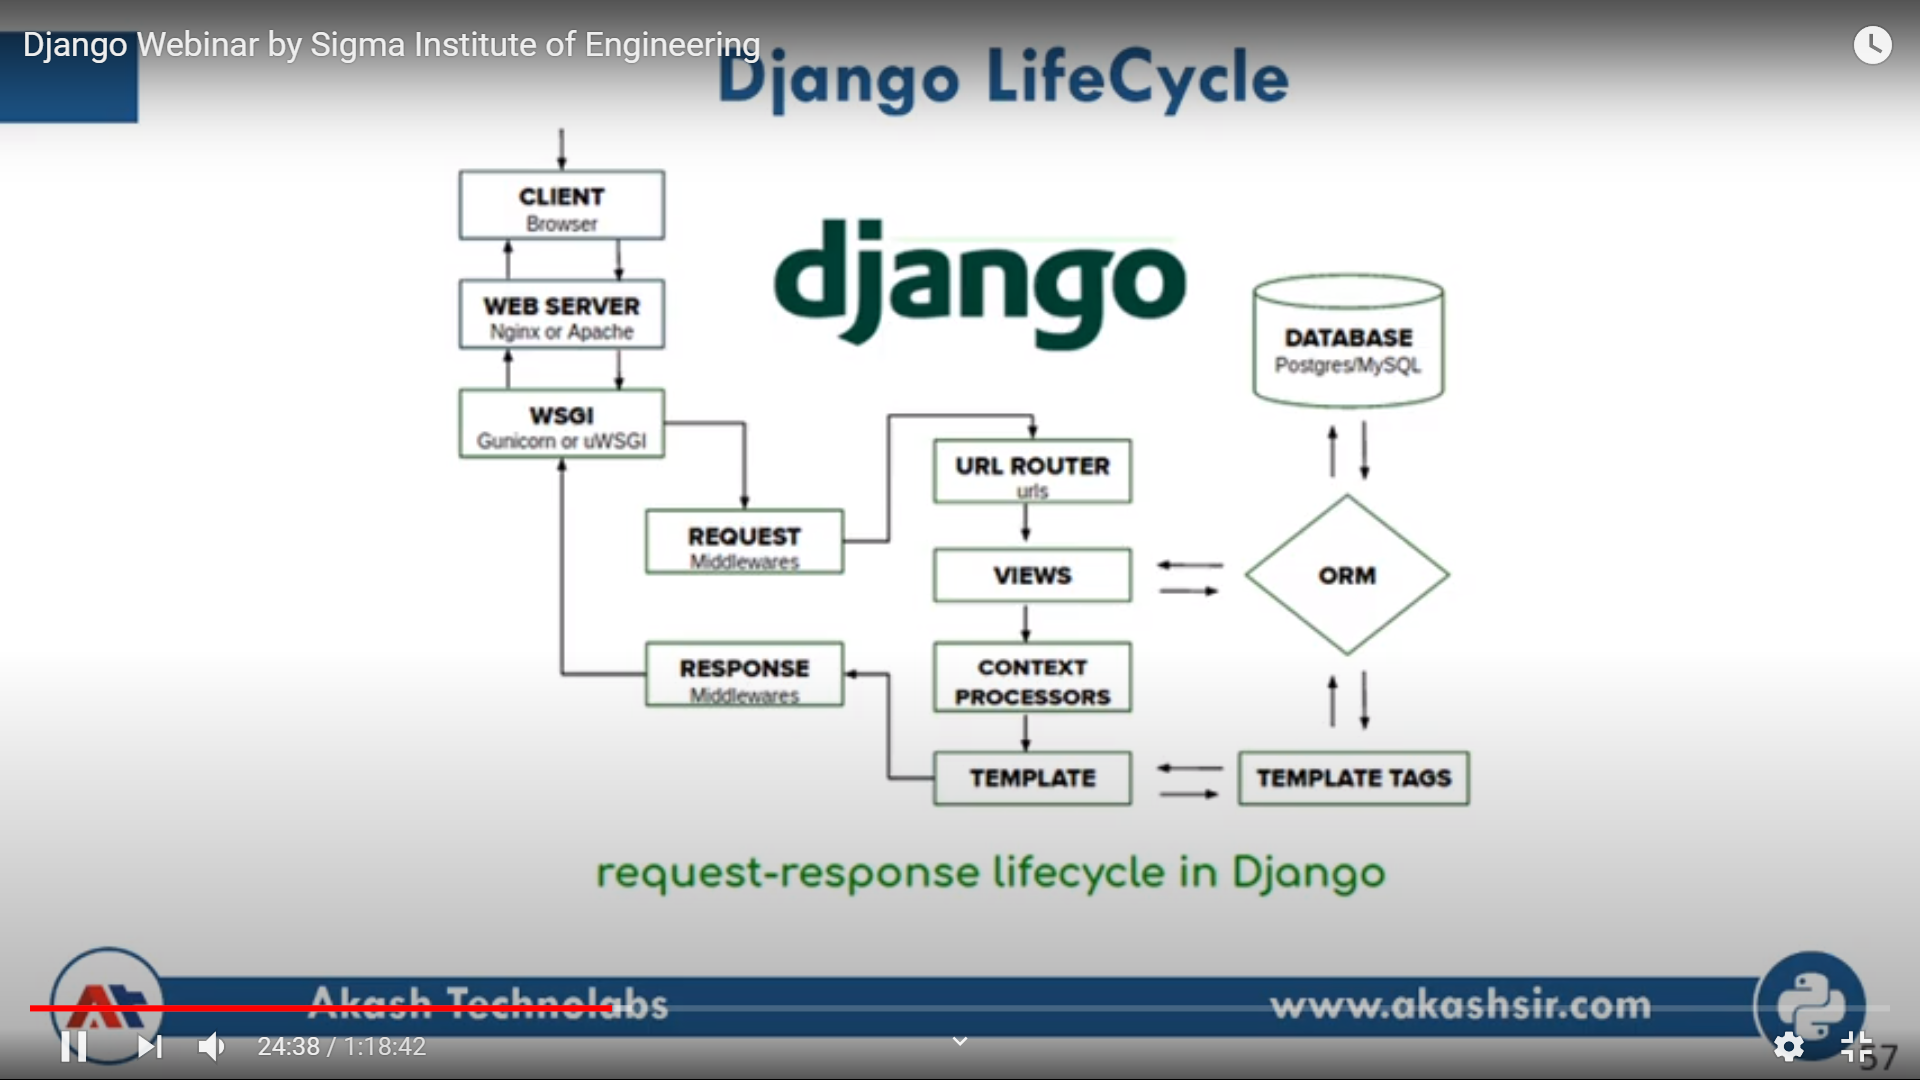 Django Webinar by Sigma Institute of Engineering
Django LifeCycle
CLIENT
Browser
WEB SERVER
Nginx or Apache
WSGI
Gunicorn or uWSGI
django
DATABASE
Postgres/MySQL
REQUEST
Middlewares
URL ROUTER
urls
VIEWS
ORM
RESPONSE
Middlewares
CONTEXT
PROCESSORS
TEMPLATE
TEMPLATE TAGS
request-response lifecycle in Django
Akash Technolabs
www.akashsir.com
24:38 / 1:18:42
57